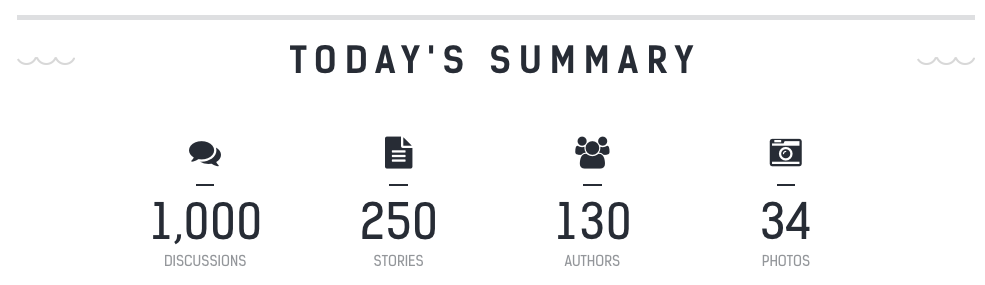 TODAY'S SUMMARY
1,000 250 130 34
DISCUSSIONS STORIES AUTHORS PHOTOS